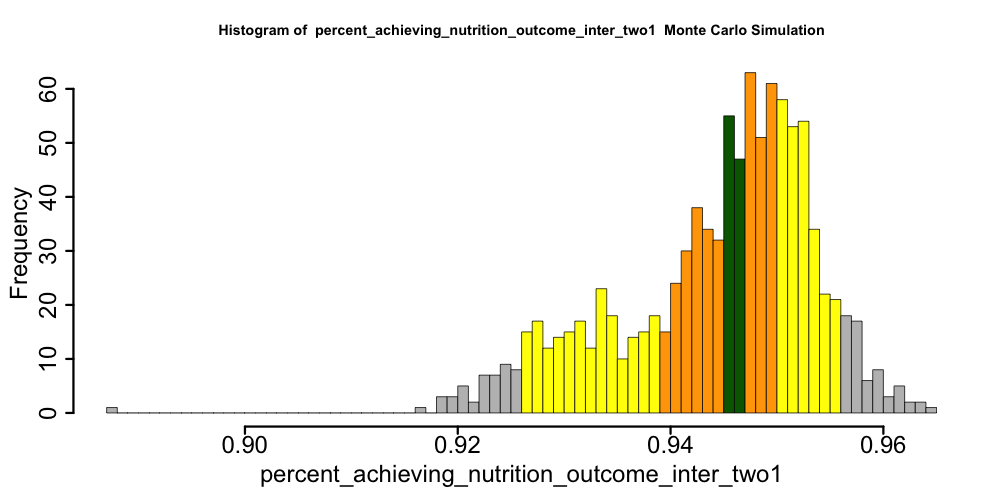 Histogram of percent_achieving_nutrition_outcome_inter_two1 Monte Carlo Simulation
Frequency
60
50
40
30
20
10
0
0.90 0.92 0.94 0.96
percent_achieving_nutrition_outcome_inter_two1